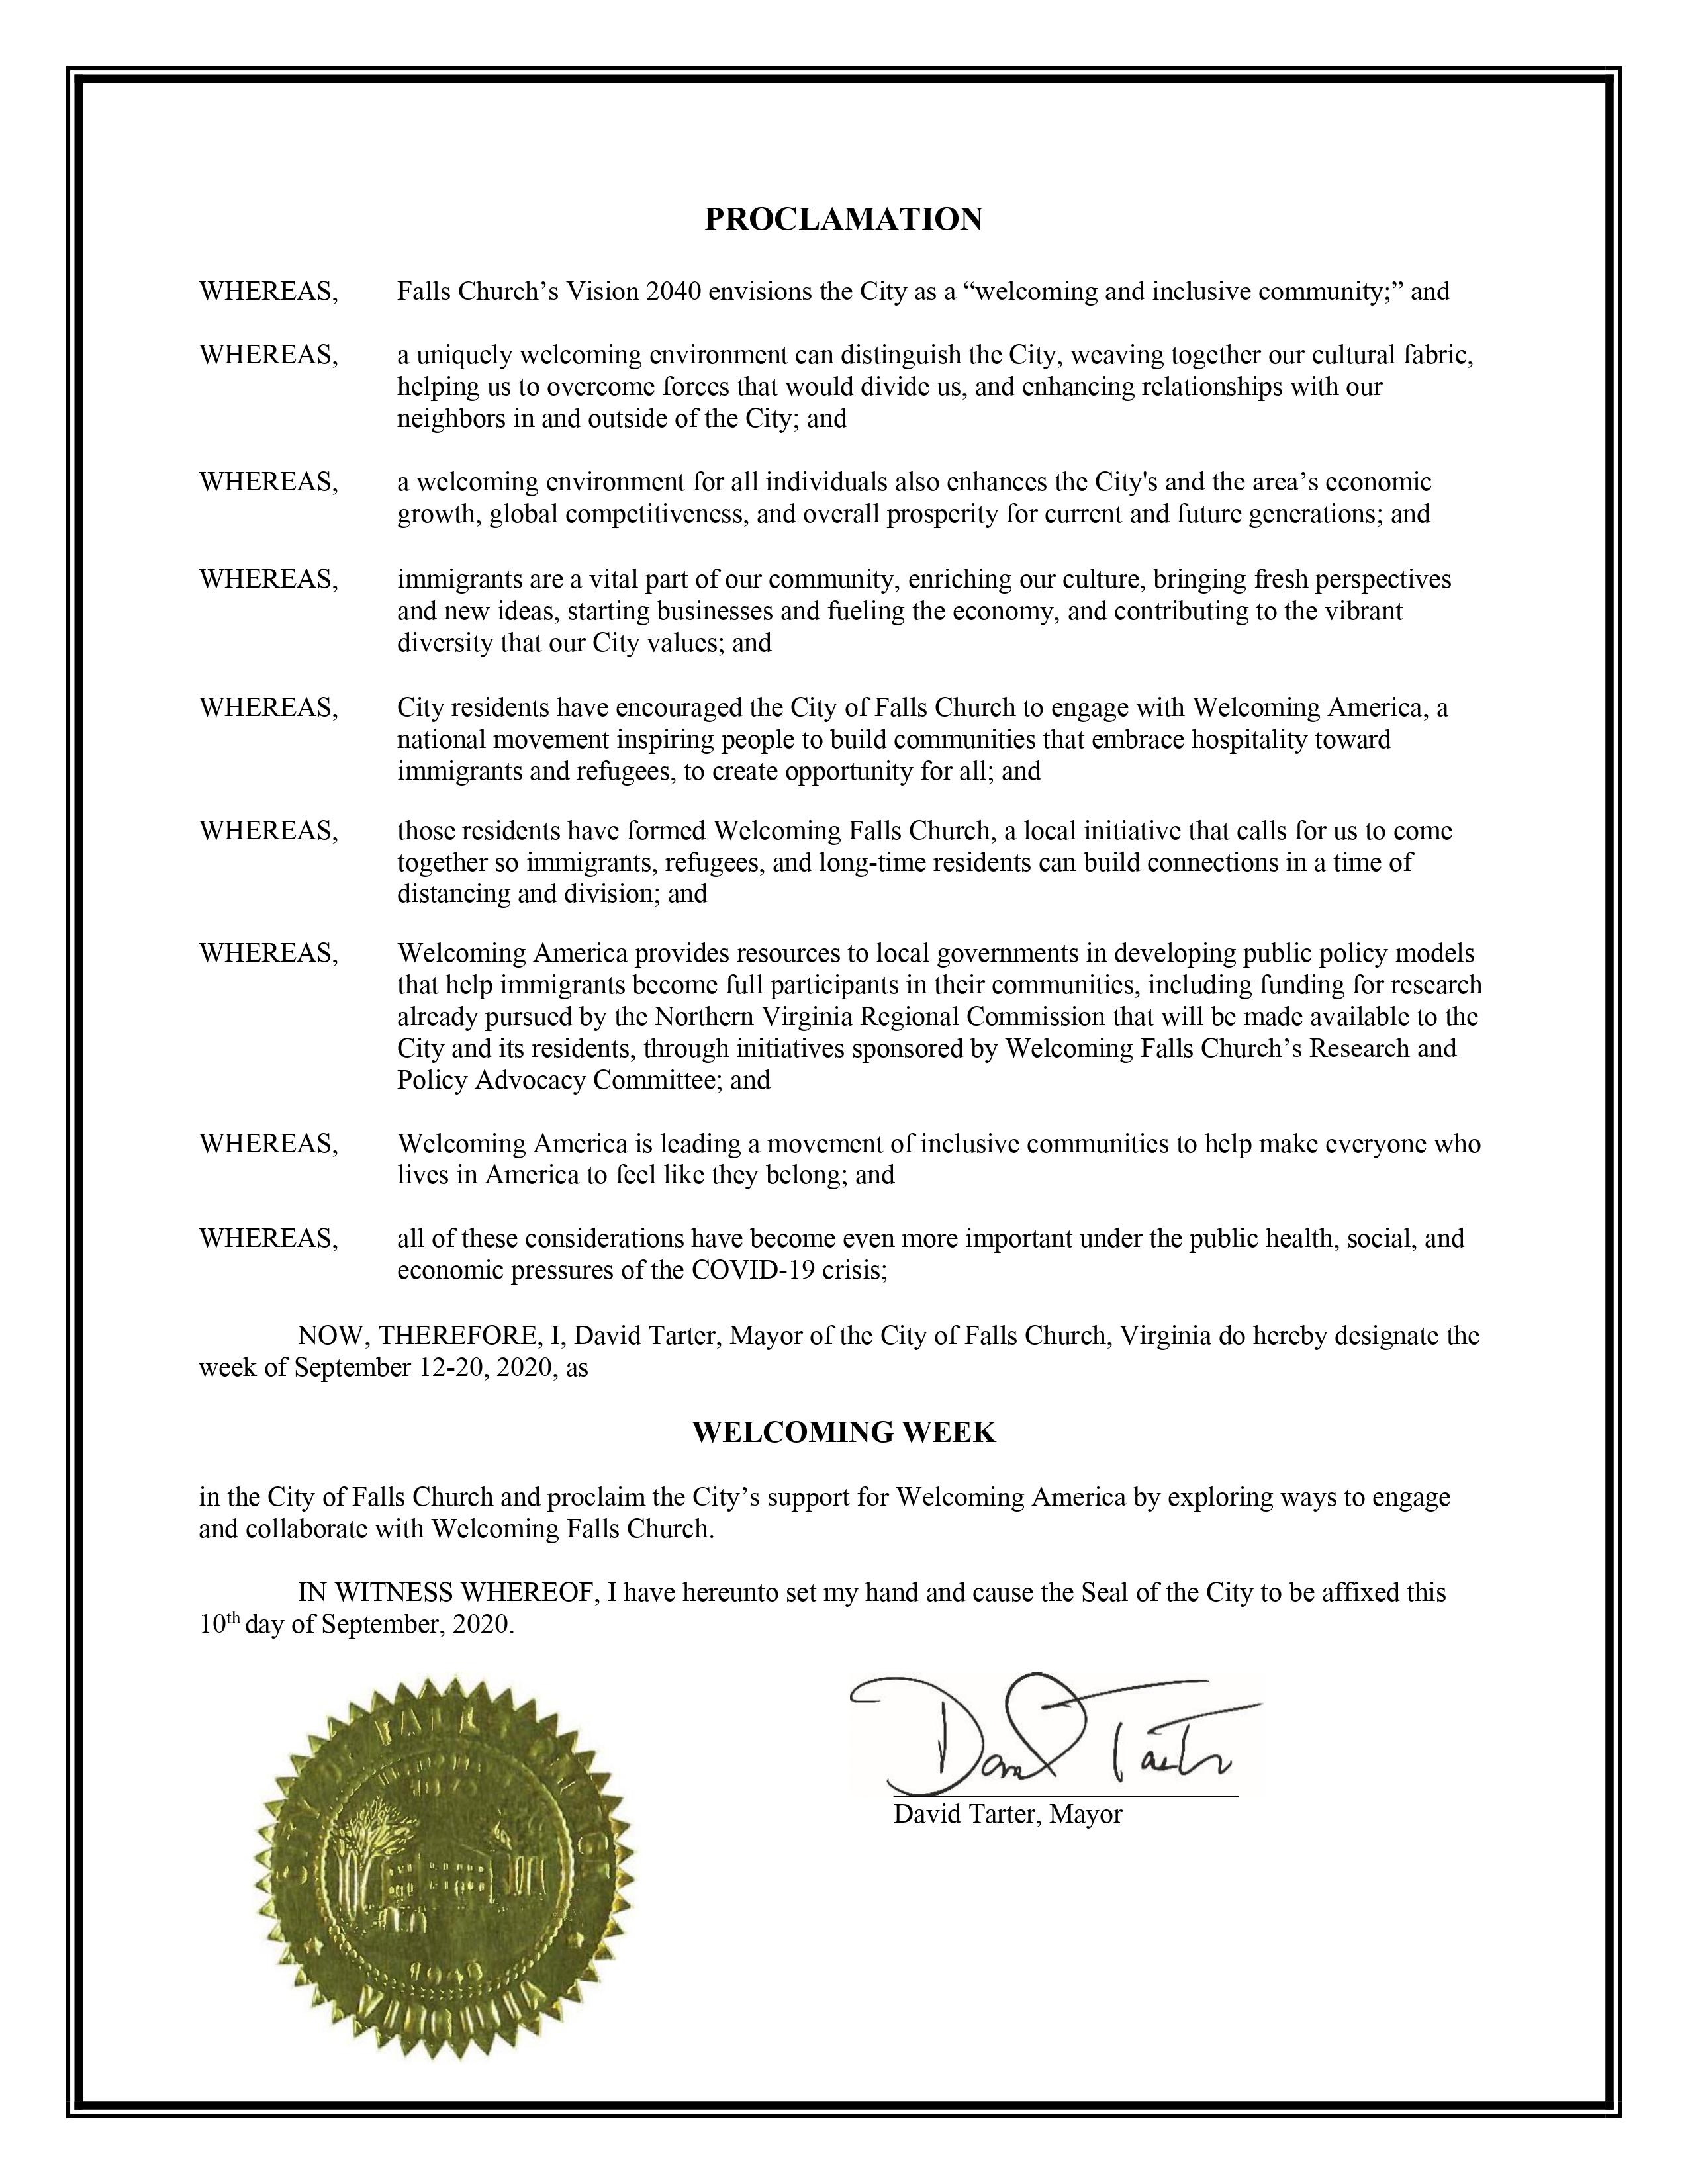 PROCLAMATION
WHEREAS, Falls Church’s Vision 2040 envisions the City as a “welcoming and inclusive community;” and
WHEREAS, a uniquely welcoming environment can distinguish the City, weaving together our cultural fabric,
helping us to overcome forces that would divide us, and enhancing relationships with our
neighbors in and outside of the City; and
WHEREAS, a welcoming environment for all individuals also enhances the City's and the area’s economic
growth, global competitiveness, and overall prosperity for current and future generations; and
WHEREAS, immigrants are a vital part of our community, enriching our culture, bringing fresh perspectives
and new ideas, starting businesses and fueling the economy, and contributing to the vibrant
diversity that our City values; and
WHEREAS, City residents have encouraged the City of Falls Church to engage with Welcoming America, a
national movement inspiring people to build communities that embrace hospitality toward
immigrants and refugees, to create opportunity for all; and
WHEREAS, those residents have formed Welcoming Falls Church, a local initiative that calls for us to come
together so immigrants, refugees, and long-time residents can build connections in a time of
distancing and division; and
WHEREAS, Welcoming America provides resources to local governments in developing public policy models
that help immigrants become full participants in their communities, including funding for research
already pursued by the Northern Virginia Regional Commission that will be made available to the
City and its residents, through initiatives sponsored by Welcoming Falls Church’s Research and
Policy Advocacy Committee; and
WHEREAS, Welcoming America is leading a movement of inclusive communities to help make everyone who
lives in America to feel like they belong; and
WHEREAS, all of these considerations have become even more important under the public health, social, and
economic pressures of the COVID-19 crisis;
NOW, THEREFORE, I, David Tarter, Mayor of the City of Falls Church, Virginia do hereby designate the
week of September 12-20, 2020, as
WELCOMING WEEK
in the City of Falls Church and proclaim the City’s support for Welcoming America by exploring ways to engage
and collaborate with Welcoming Falls Church.
IN WITNESS WHEREOF, I have hereunto set my hand and cause the Seal of the City to be affixed this
10th day of September, 2020.
David Tarter
David Tarter, Mayor
1948
VIRGINIA